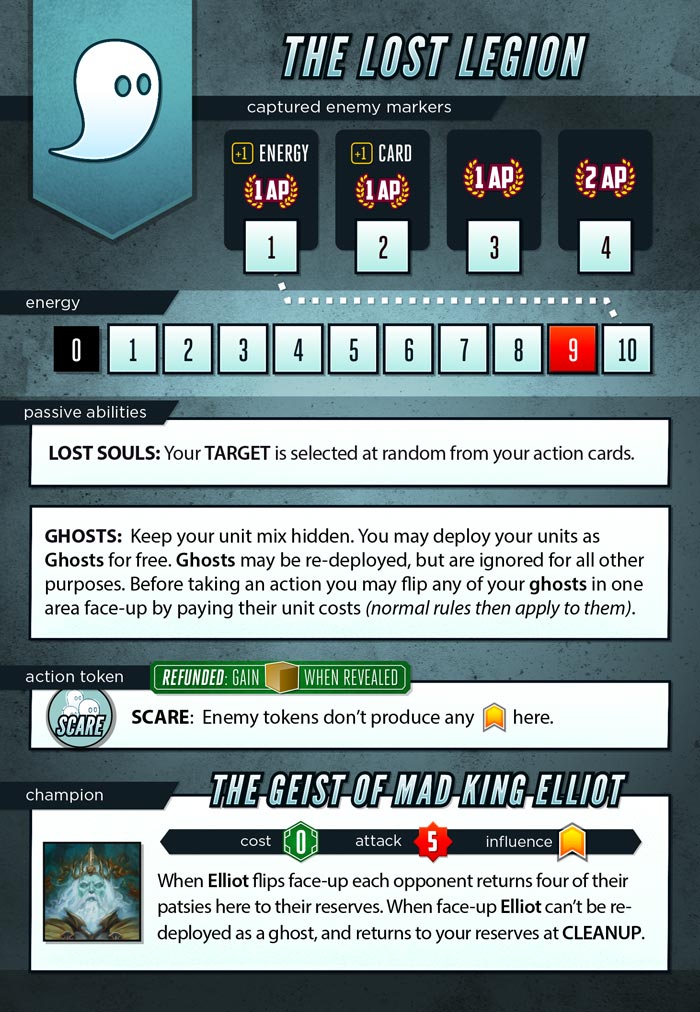 THE LOST LEGION
captured enemy markers
+1 ENERGY
1 AP
1
+1 CARD
1 AP
2
1 AP
3
2 AP
4
energy
0 1 2 3 4 5 6 7 8 9 10
passive abilities
LOST SOULS: Your TARGET is selected at random from your action cards.
GHOSTS: Keep your unit mix hidden. You may deploy your units as
Ghosts for free. Ghosts may be re-deployed, but are ignored for all other
purposes. Before taking an action you may flip any of your ghosts in one
area face-up by paying their unit costs (normal rules then apply to them).
action token
REFUNDED: GAIN WHEN REVEALED
SCARE
SCARE: Enemy tokens don't produce any here.
champion
THE GEIST OF MAD KING ELLIOT
cost 0 attack 5 influence
When Elliot flips face-up each opponent returns four of their
patsies here to their reserves. When face-up Elliot can't be re-
deployed as a ghost, and returns to your reserves at CLEANUP.